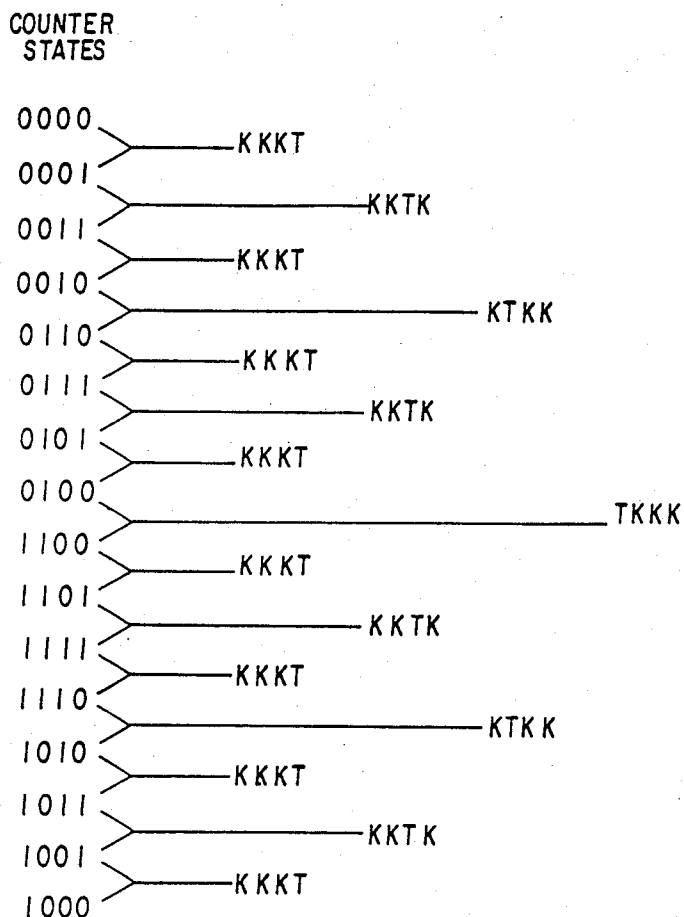 COUNTER
STATES
0000
KKKT
0001
KKTK
0011
KKKT
0010
KTKK
0110
KKKT
0111
KKTK
0101
KKKT
0100
TKKK
1100
KKKT
1101
KKTK
1111
KKKT
1110
KTKK
1010
KKKT
1011
KKTK
1001
KKKT
1000